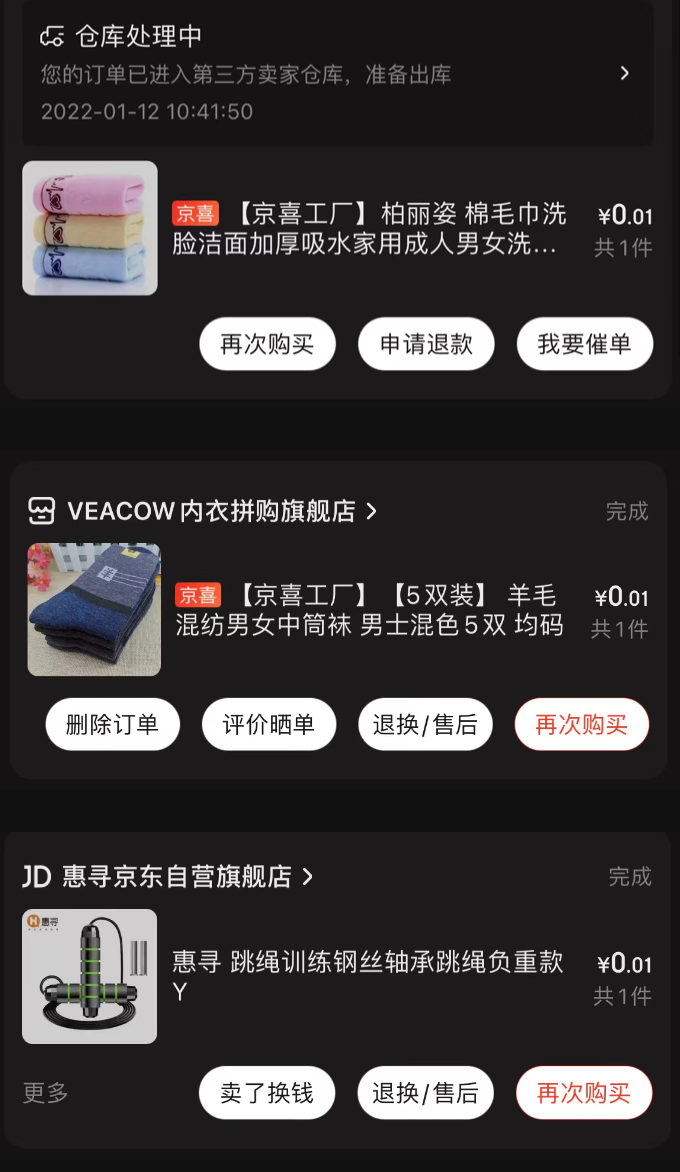 仓库处理中
您的订单已进入第三方卖家仓库，准备出库
2022-01-12 10:41:50
京喜 【京喜工厂】柏丽姿 棉毛巾洗
脸洁面加厚吸水家用成人男女洗...
¥0.01
共1件
再次购买 申请退款 我要催单
VEACOW内衣拼购旗舰店
完成
京喜 【京喜工厂】【5双装】 羊毛
混纺男女中筒袜 男士混色5双 均码
¥0.01
共1件
删除订单 评价晒单 退换/售后 再次购买
JD 惠寻京东自营旗舰店
完成
惠寻
惠寻 跳绳训练钢丝轴承跳绳负重款
Y
¥0.01
共1件
更多 卖了换钱 退换/售后 再次购买